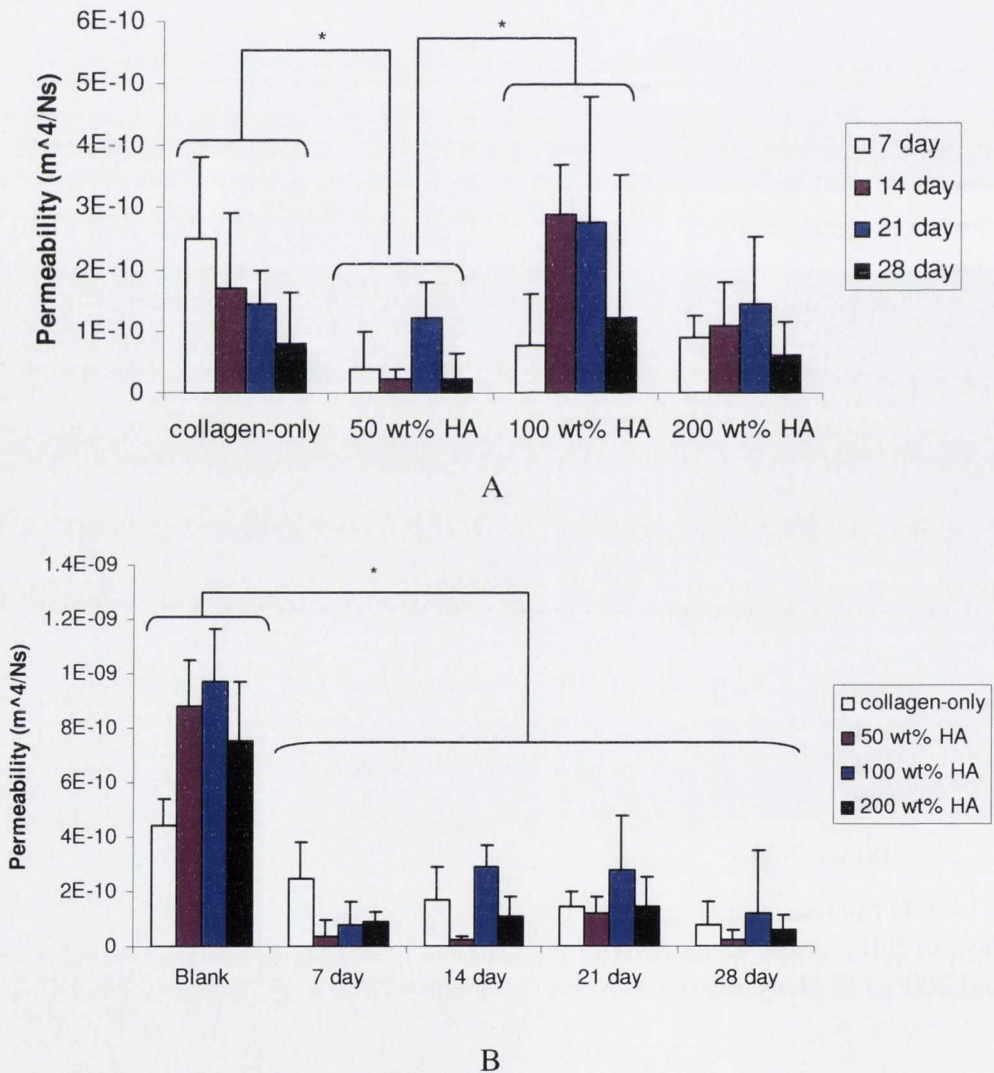 6E-10
5E-10
4E-10
3E-10
2E-10
1E-10
0
Permeability (m^4/Ns)
*
*
7 day
14 day
21 day
28 day
collagen-only
50 wt% HA
100 wt% HA
200 wt% HA
A
1.4E-09
1.2E-09
1E-09
8E-10
6E-10
4E-10
2E-10
0
Permeability (m^4/Ns)
*
collagen-only
50 wt% HA
100 wt% HA
200 wt% HA
Blank
7 day
14 day
21 day
28 day
B